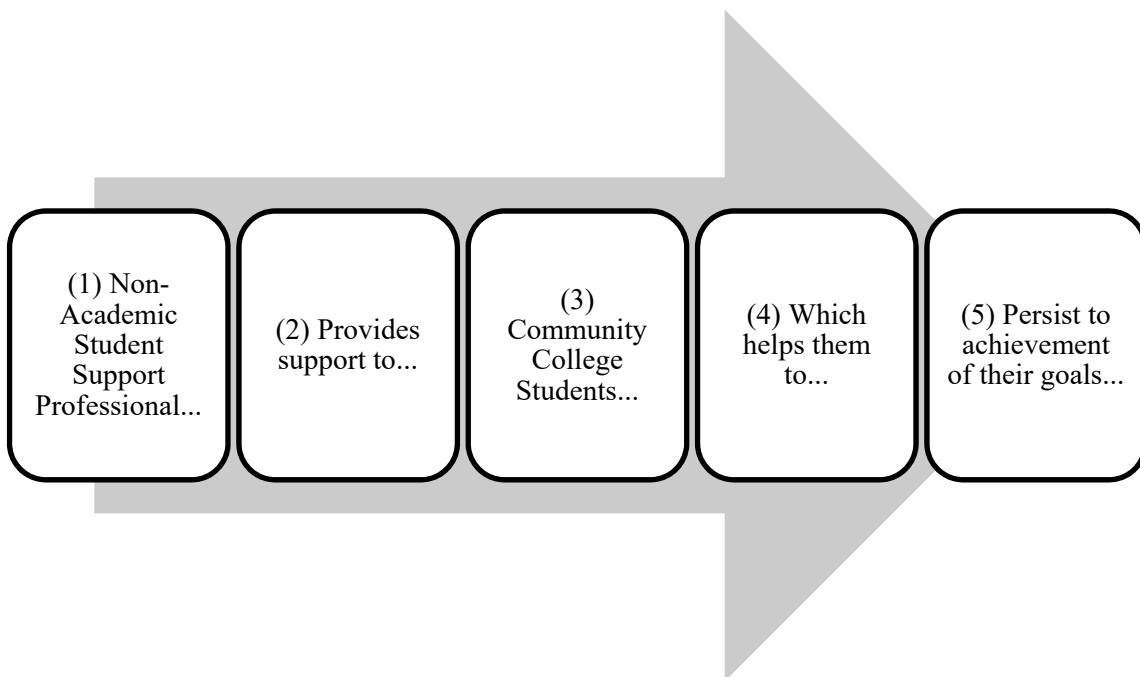 (1) Non-
Academic
Student
Support
Professional...
(2) Provides
support to...
(3)
Community
College
Students...
(4) Which
helps them
to...
(5) Persist to
achievement
of their goals...